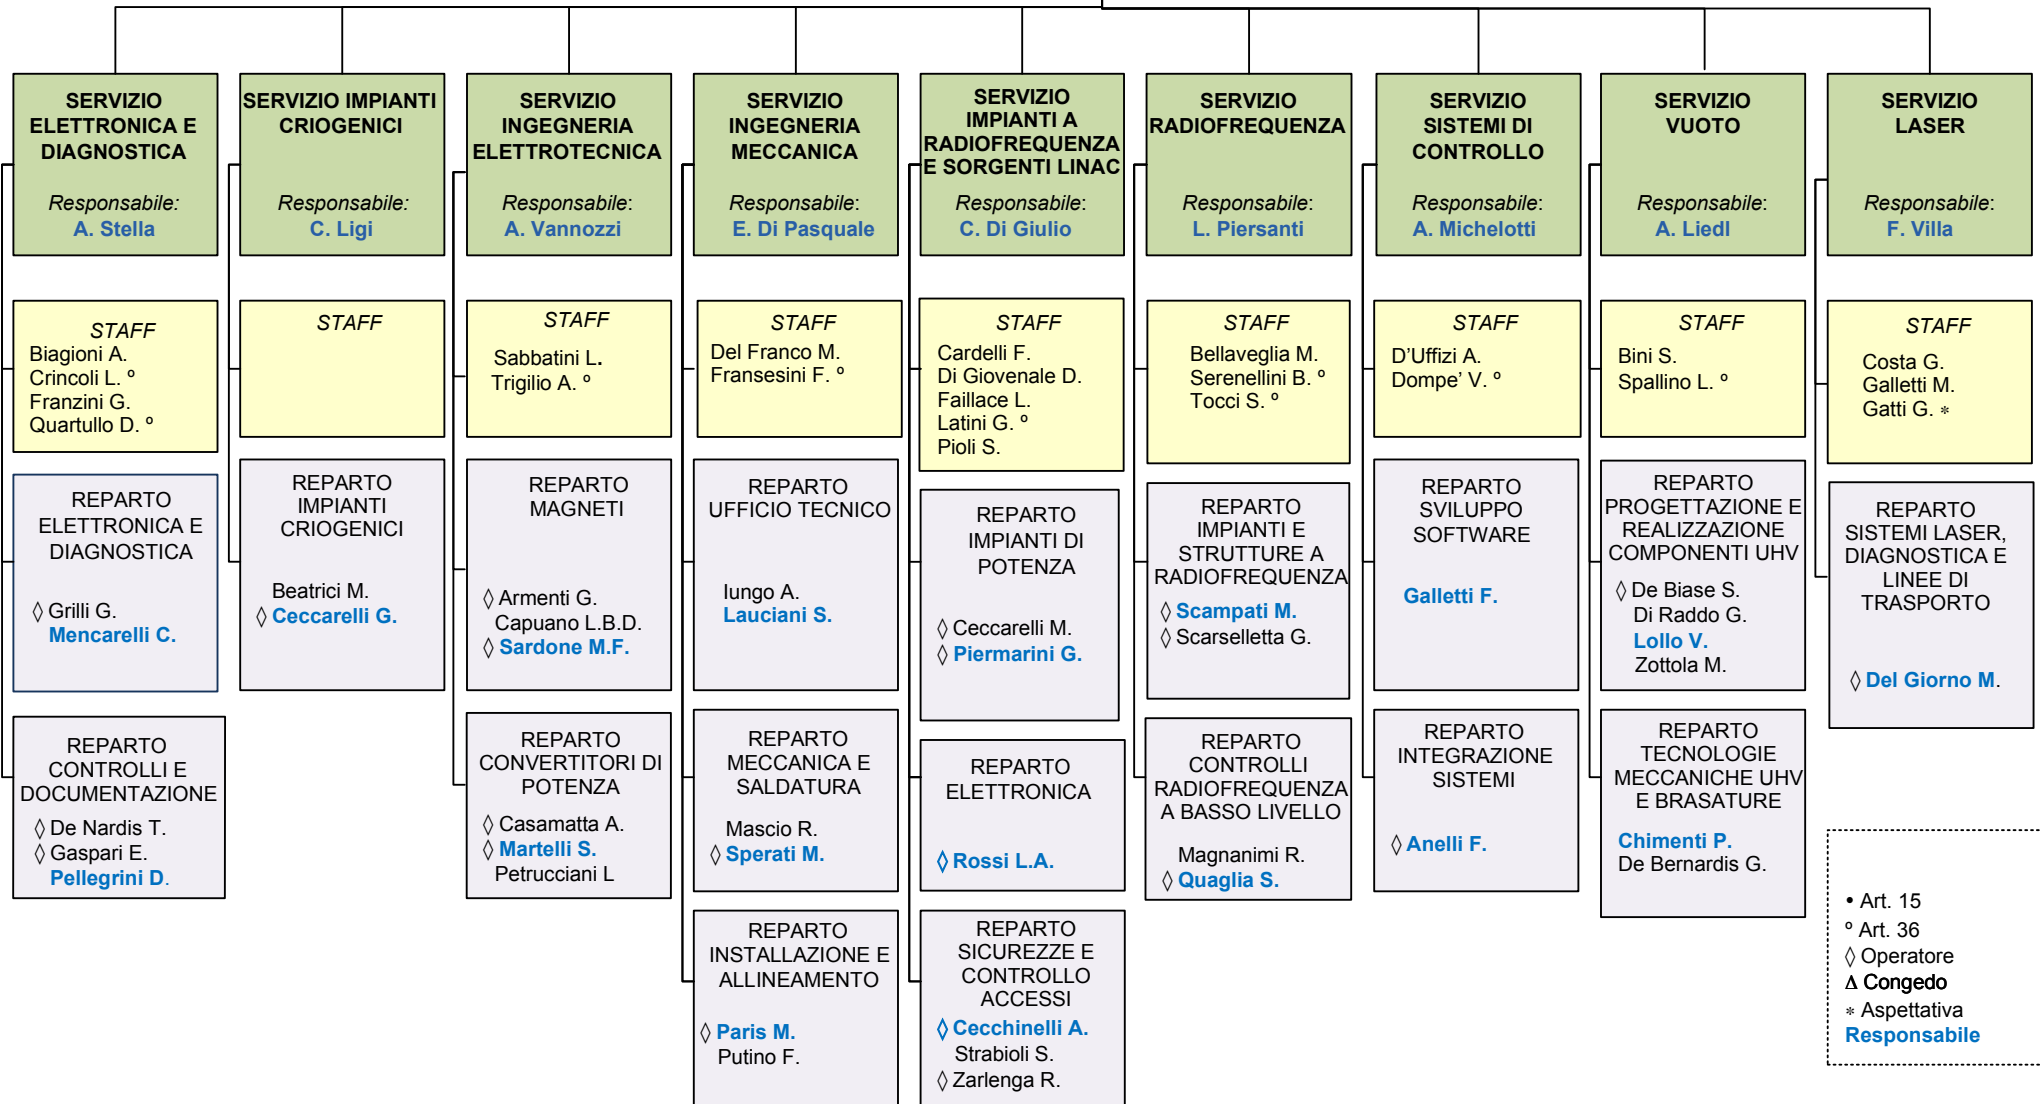 SERVIZIO
ELETTRONICA E
DIAGNOSTICA
Responsabile:
A. Stella
STAFF
Biagioni A.
Crincoli L. º
Franzini G.
Quartullo D. º
REPARTO
ELETTRONICA E
DIAGNOSTICA
◊ Grilli G.
Mencarelli C.
REPARTO
CONTROLLI E
DOCUMENTAZIONE
◊ De Nardis T.
◊ Gaspari E.
Pellegrini D.
SERVIZIO IMPIANTI
CRIOGENICI
Responsabile:
C. Ligi
STAFF
REPARTO
IMPIANTI
CRIOGENICI
Beatrici M.
◊ Ceccarelli G.
SERVIZIO
INGEGNERIA
ELETTROTECNICA
Responsabile:
A. Vannozzi
STAFF
Sabbatini L.
Trigilio A. º
REPARTO
MAGNETI
◊ Armenti G.
Capuano L.B.D.
◊ Sardone M.F.
REPARTO
CONVERTITORI DI
POTENZA
◊ Casamatta A.
◊ Martelli S.
Petrucciani L
SERVIZIO
INGEGNERIA
MECCANICA
Responsabile:
E. Di Pasquale
STAFF
Del Franco M.
Fransesini F. º
REPARTO
UFFICIO TECNICO
Iungo A.
Lauciani S.
REPARTO
MECCANICA E
SALDATURA
Mascio R.
◊ Sperati M.
REPARTO
INSTALLAZIONE E
ALLINEAMENTO
◊ Paris M.
Putino F.
SERVIZIO
IMPIANTI A
RADIOFREQUENZA
E SORGENTI LINAC
Responsabile:
C. Di Giulio
STAFF
Cardelli F.
Di Giovenale D.
Faillace L.
Latini G. º
Pioli S.
REPARTO
IMPIANTI DI
POTENZA
◊ Ceccarelli M.
◊ Piermarini G.
REPARTO
ELETTRONICA
◊ Rossi L.A.
REPARTO
SICUREZZE E
CONTROLLO
ACCESSI
◊ Cecchinelli A.
Strabioli S.
◊ Zarlenga R.
SERVIZIO
RADIOFREQUENZA
Responsabile:
L. Piersanti
STAFF
Bellaveglia M.
Serenellini B. º
Tocci S. º
REPARTO
IMPIANTI E
STRUTTURE A
RADIOFREQUENZA
◊ Scampati M.
◊ Scarselletta G.
REPARTO
CONTROLLI
RADIOFREQUENZA
A BASSO LIVELLO
Magnanimi R.
◊ Quaglia S.
SERVIZIO
SISTEMI DI
CONTROLLO
Responsabile:
A. Michelotti
STAFF
D'Uffizi A.
Dompe' V. º
REPARTO
SVILUPPO
SOFTWARE
Galletti F.
REPARTO
INTEGRAZIONE
SISTEMI
◊ Anelli F.
SERVIZIO
VUOTO
Responsabile:
A. Liedl
STAFF
Bini S.
Spallino L. º
REPARTO
PROGETTAZIONE E
REALIZZAZIONE
COMPONENTI UHV
◊ De Biase S.
Di Raddo G.
Lollo V.
Zottola M.
REPARTO
TECNOLOGIE
MECCANICHE UHV
E BRASATURE
Chimenti P.
De Bernardis G.
SERVIZIO
LASER
Responsabile:
F. Villa
STAFF
Costa G.
Galletti M.
Gatti G. *
REPARTO
SISTEMI LASER,
DIAGNOSTICA E
LINEE DI
TRASPORTO
◊ Del Giorno M.
• Art. 15
º Art. 36
◊ Operatore
Δ Congedo
* Aspettativa
Responsabile